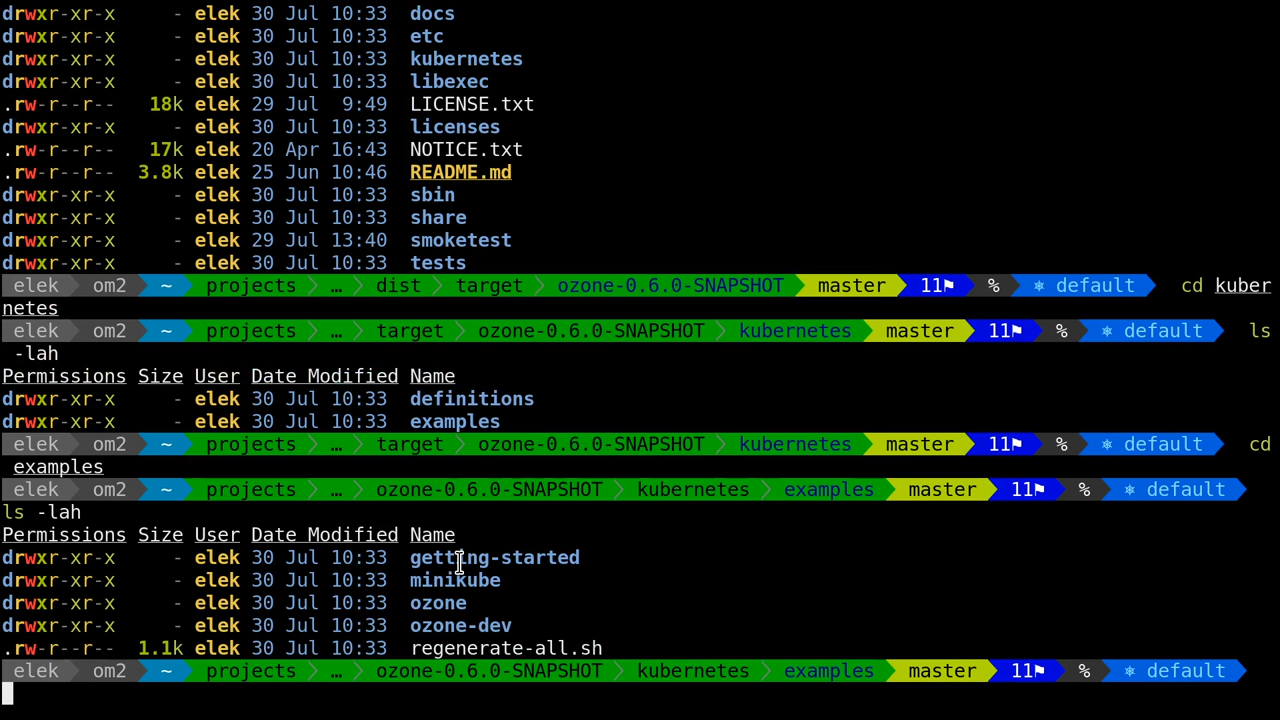 drwxr-xr-x     - elek 30 Jul 10:33  docs
drwxr-xr-x     - elek 30 Jul 10:33  etc
drwxr-xr-x     - elek 30 Jul 10:33  kubernetes
drwxr-xr-x     - elek 30 Jul 10:33  libexec
.rw-r--r--   18k elek 29 Jul  9:49  LICENSE.txt
drwxr-xr-x     - elek 30 Jul 10:33  licenses
.rw-r--r--   17k elek 20 Apr 16:43  NOTICE.txt
.rw-r--r--  3.8k elek 25 Jun 10:46  README.md
drwxr-xr-x     - elek 30 Jul 10:33  sbin
drwxr-xr-x     - elek 30 Jul 10:33  share
drwxr-xr-x     - elek 29 Jul 13:40  smoketest
drwxr-xr-x     - elek 30 Jul 10:33  tests
elek om2 ~ projects … dist target ozone-0.6.0-SNAPSHOT master 11⚑ % ⎈ default cd kuber
netes
elek om2 ~ projects … target ozone-0.6.0-SNAPSHOT kubernetes master 11⚑ % ⎈ default ls
-lah
Permissions Size User Date Modified Name
drwxr-xr-x     - elek 30 Jul 10:33  definitions
drwxr-xr-x     - elek 30 Jul 10:33  examples
elek om2 ~ projects … target ozone-0.6.0-SNAPSHOT kubernetes master 11⚑ % ⎈ default cd
examples
elek om2 ~ projects … ozone-0.6.0-SNAPSHOT kubernetes examples master 11⚑ % ⎈ default
ls -lah
Permissions Size User Date Modified Name
drwxr-xr-x     - elek 30 Jul 10:33  getting-started
drwxr-xr-x     - elek 30 Jul 10:33  minikube
drwxr-xr-x     - elek 30 Jul 10:33  ozone
drwxr-xr-x     - elek 30 Jul 10:33  ozone-dev
.rw-r--r--  1.1k elek 30 Jul 10:33  regenerate-all.sh
elek om2 ~ projects … ozone-0.6.0-SNAPSHOT kubernetes examples master 11⚑ % ⎈ default